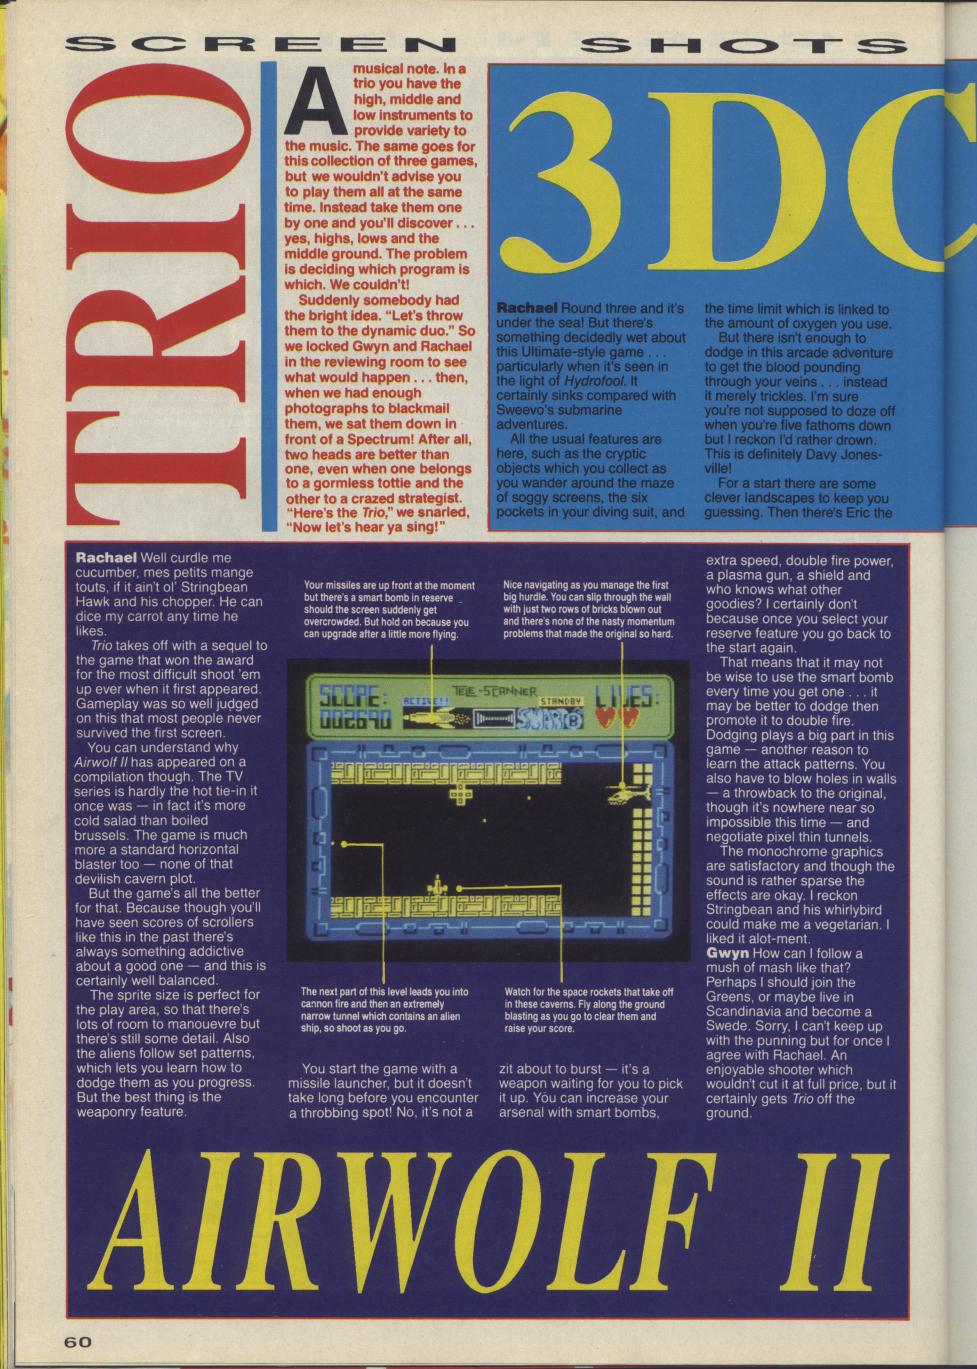 SCREEN SHOTS
TRIO
A musical note. In a
trio you have the
high, middle and
low instruments to
provide variety to
the music. The same goes for
this collection of three games,
but we wouldn't advise you
to play them all at the same
time. Instead take them one
by one and you'll discover . . .
yes, highs, lows and the
middle ground. The problem
is deciding which program is
which. We couldn't!
Suddenly somebody had
the bright idea. “Let's throw
them to the dynamic duo.” So
we locked Gwyn and Rachael
in the reviewing room to see
what would happen . . . then,
when we had enough
photographs to blackmail
them, we sat them down in
front of a Spectrum! After all,
two heads are better than
one, even when one belongs
to a gormless tottie and the
other to a crazed strategist.
“Here's the Trio,” we snarled,
“Now let's hear ya sing!”
3DC
Rachael Round three and it's
under the sea! But there's
something decidedly wet about
this Ultimate-style game . . .
particularly when it's seen in
the light of Hydrofool. It
certainly sinks compared with
Sweevo's submarine
adventures.
All the usual features are
here, such as the cryptic
objects which you collect as
you wander around the maze
of soggy screens, the six
pockets in your diving suit, and
the time limit which is linked to
the amount of oxygen you use.
But there isn't enough to
dodge in this arcade adventure
to get the blood pounding
through your veins . . . instead
it merely trickles. I'm sure
you're not supposed to doze off
when you're five fathoms down
but I reckon I'd rather drown.
This is definitely Davy Jones-
ville!
For a start there are some
clever landscapes to keep you
guessing. Then there's Eric the
Rachael Well curdle me
cucumber, mes petits mange
touts, if it ain't ol' Stringbean
Hawk and his chopper. He can
dice my carrot any time he
likes.
Trio takes off with a sequel to
the game that won the award
for the most difficult shoot 'em
up ever when it first appeared.
Gameplay was so well judged
on this that most people never
survived the first screen.
You can understand why
Airwolf II has appeared on a
compilation though. The TV
series is hardly the hot tie-in it
once was — in fact it's more
cold salad than boiled
brussels. The game is much
more a standard horizontal
blaster too — none of that
devilish cavern plot.
But the game's all the better
for that. Because though you'll
have seen scores of scrollers
like this in the past there's
always something addictive
about a good one — and this is
certainly well balanced.
The sprite size is perfect for
the play area, so that there's
lots of room to manouevre but
there's still some detail. Also
the aliens follow set patterns,
which lets you learn how to
dodge them as you progress.
But the best thing is the
weaponry feature.
Your missiles are up front at the moment
but there's a smart bomb in reserve
should the screen suddenly get
overcrowded. But hold on because you
can upgrade after a little more flying.
Nice navigating as you manage the first
big hurdle. You can slip through the wall
with just two rows of bricks blown out
and there's none of the nasty momentum
problems that made the original so hard.
SCORE: TELE-SCANNER LIVES:
ACTIVE!! STANDBY
002690 SMART B
The next part of this level leads you into
cannon fire and then an extremely
narrow tunnel which contains an alien
ship, so shoot as you go.
Watch for the space rockets that take off
in these caverns. Fly along the ground
blasting as you go to clear them and
raise your score.
You start the game with a
missile launcher, but it doesn't
take long before you encounter
a throbbing spot! No, it's not a
zit about to burst — it's a
weapon waiting for you to pick
it up. You can increase your
arsenal with smart bombs,
extra speed, double fire power,
a plasma gun, a shield and
who knows what other
goodies? I certainly don't
because once you select your
reserve feature you go back to
the start again.
That means that it may not
be wise to use the smart bomb
every time you get one . . . it
may be better to dodge then
promote it to double fire.
Dodging plays a big part in this
game — another reason to
learn the attack patterns. You
also have to blow holes in walls
— a throwback to the original,
though it's nowhere near so
impossible this time — and
negotiate pixel thin tunnels.
The monochrome graphics
are satisfactory and though the
sound is rather sparse the
effects are okay. I reckon
Stringbean and his whirlybird
could make me a vegetarian. I
liked it alot-ment.
Gwyn How can I follow a
mush of mash like that?
Perhaps I should join the
Greens, or maybe live in
Scandinavia and become a
Swede. Sorry, I can't keep up
with the punning but for once I
agree with Rachael. An
enjoyable shooter which
wouldn't cut it at full price, but it
certainly gets Trio off the
ground.
AIRWOLF II
60